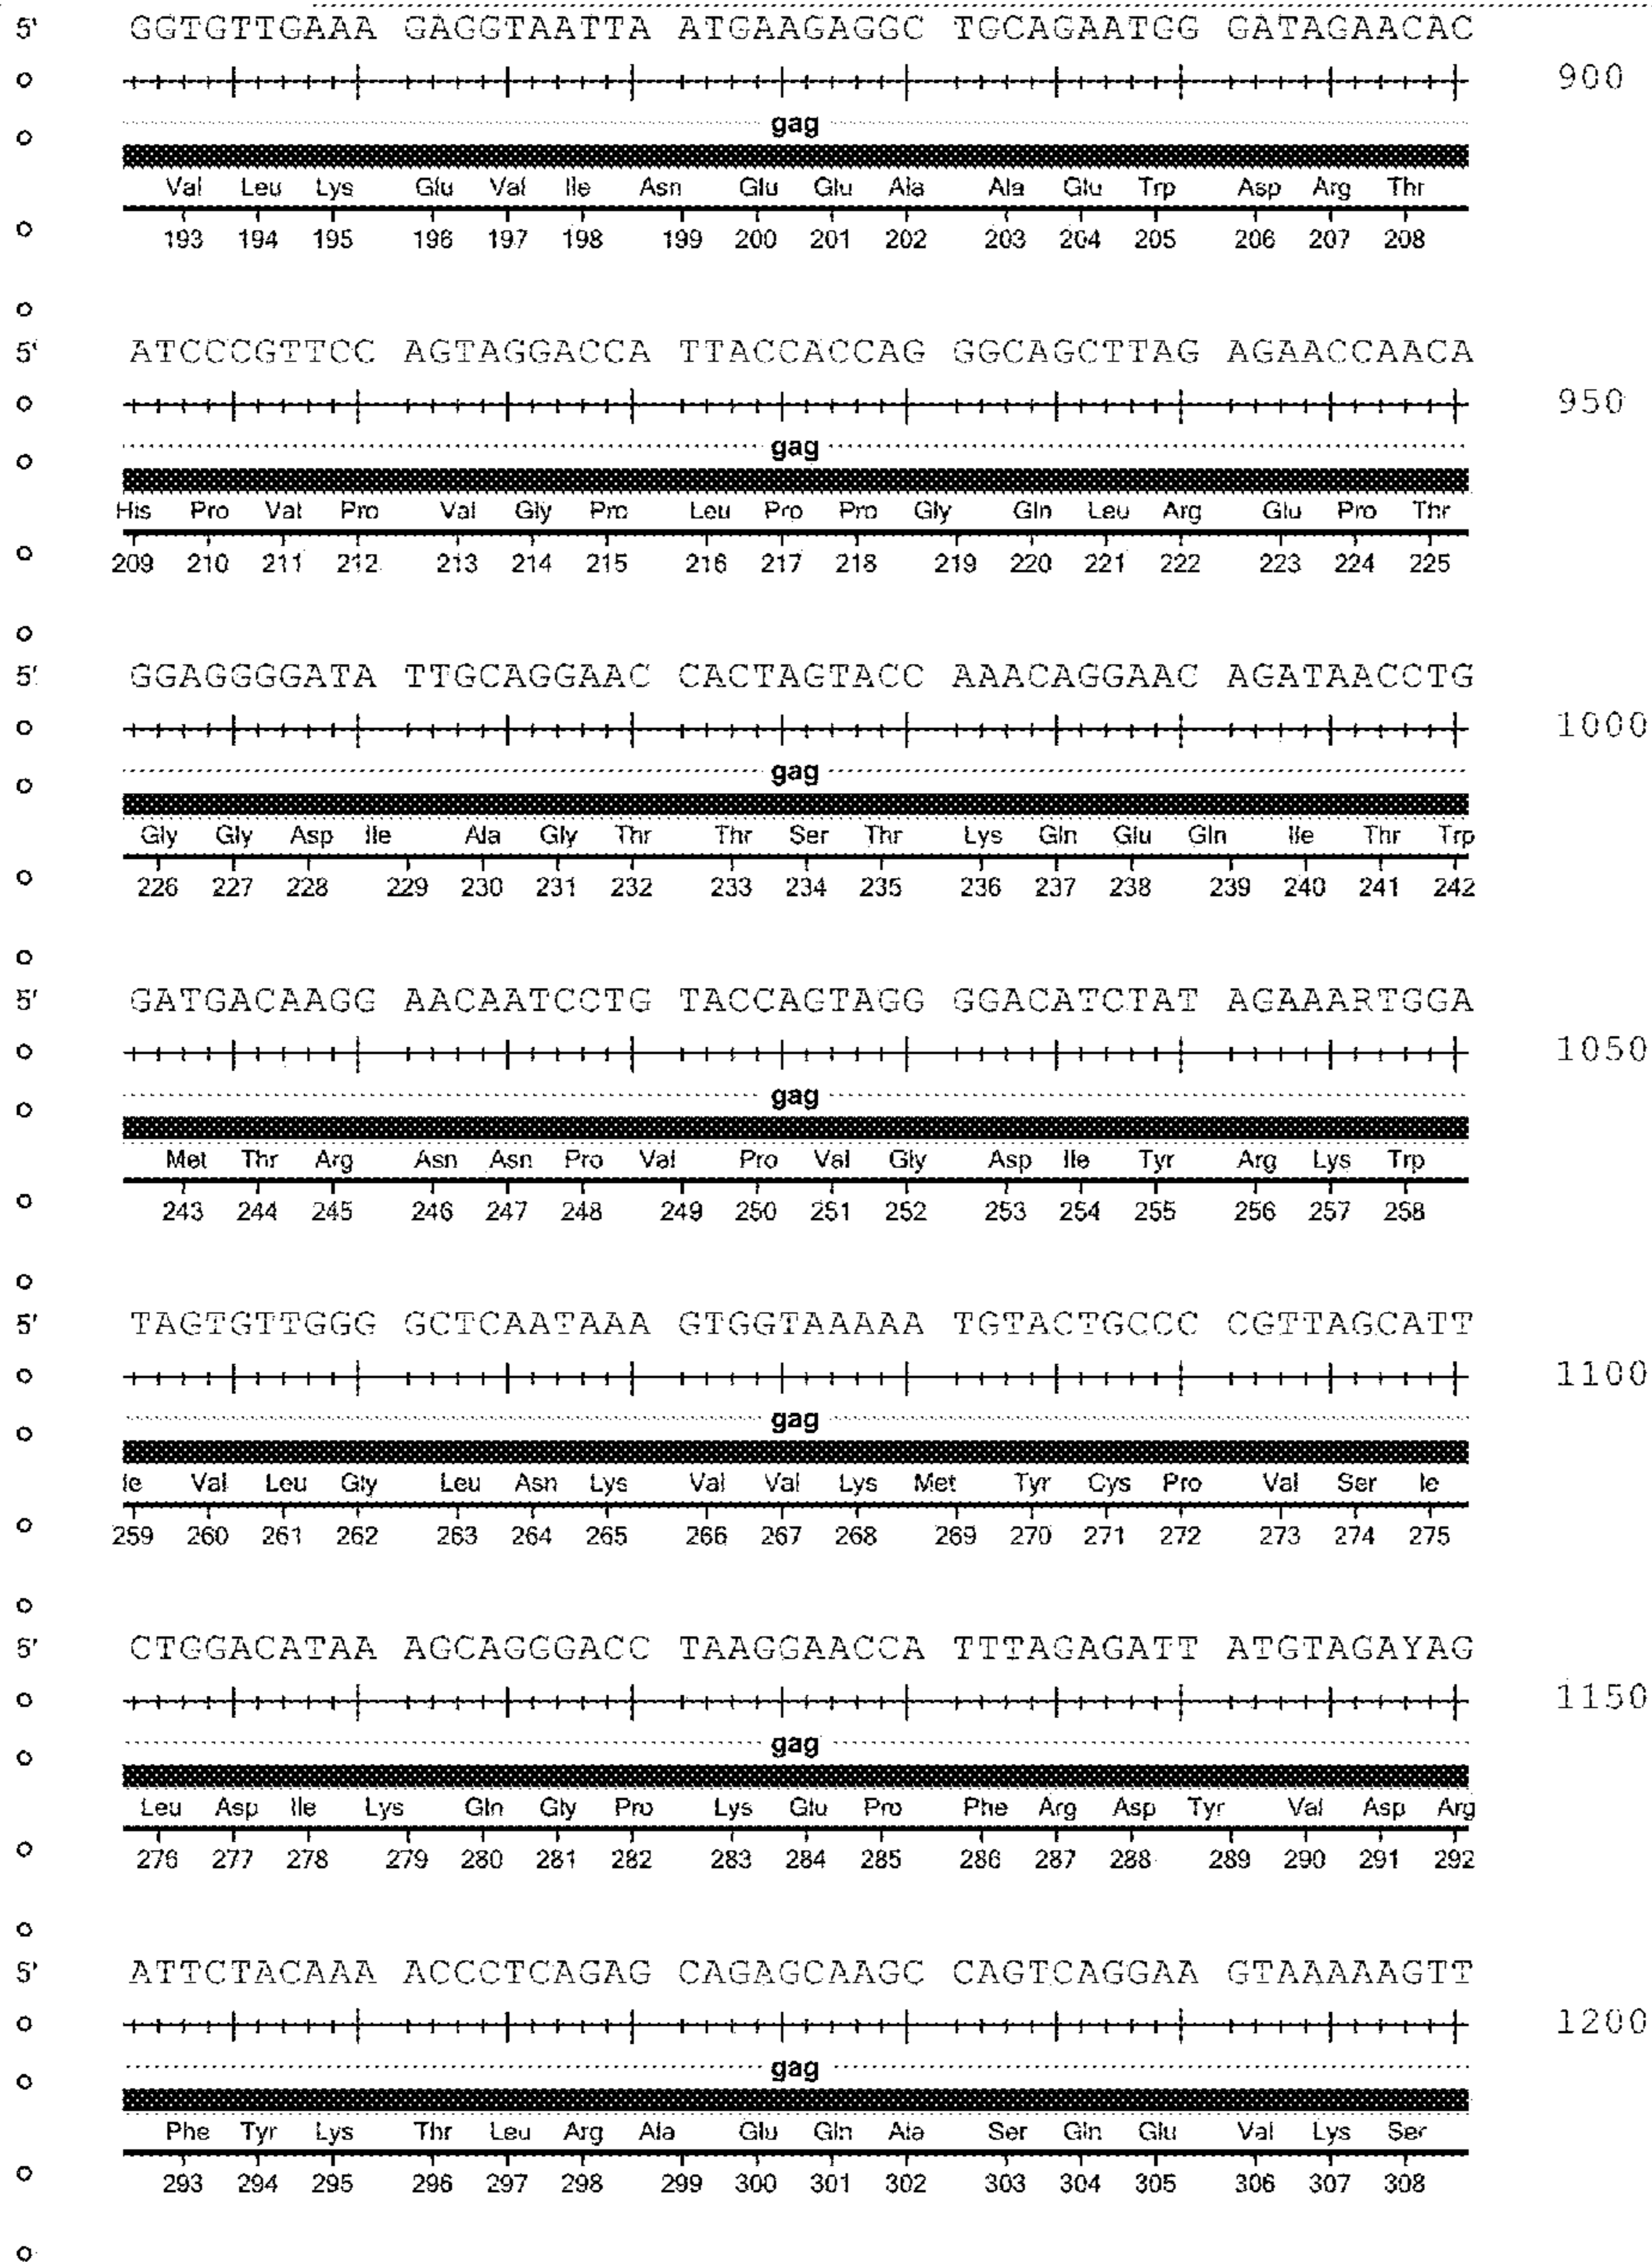 5' GGTGTTGAAA GAGGTAATTA ATGAAGAGGC TGCAGAATGG GATAGAACAC
900
gag
Val Leu Lys Glu Val Ile Asn Glu Glu Ala Ala Glu Trp Asp Arg Thr
193 194 195 196 197 198 199 200 201 202 203 204 205 206 207 208
5' ATCCCGTTCC AGTAGGACCA TTACCACCAG GGCAGCTTAG AGAACCAACA
950
gag
His Pro Val Pro Val Gly Pro Leu Pro Pro Gly Gln Leu Arg Glu Pro Thr
209 210 211 212 213 214 215 216 217 218 219 220 221 222 223 224 225
5' GGAGGGGATA TTGCAGGAAC CACTAGTACC AAACAGGAAC AGATAACCTG
1000
gag
Gly Gly Asp Ile Ala Gly Thr Thr Ser Thr Lys Gln Glu Gln Ile Thr Trp
226 227 228 229 230 231 232 233 234 235 236 237 238 239 240 241 242
5' GATGACAAGG AACAATCCTG TACCAGTAGG GGACATCTAT AGAAARTGGA
1050
gag
Met Thr Arg Asn Asn Pro Val Pro Val Gly Asp Ile Tyr Arg Lys Trp
243 244 245 246 247 248 249 250 251 252 253 254 255 256 257 258
5' TAGTGTTGGG GCTCAATAAA GTGGTAAAAA TGTACTGCCC CGTTAGCATT
1100
gag
le Val Leu Gly Leu Asn Lys Val Val Lys Met Tyr Cys Pro Val Ser le
259 260 261 262 263 264 265 266 267 268 269 270 271 272 273 274 275
5' CTGGACATAA AGCAGGGACC TAAGGAACCA TTTAGAGATT ATGTAGAYAG
1150
gag
Leu Asp Ile Lys Gln Gly Pro Lys Glu Pro Phe Arg Asp Tyr Val Asp Arg
276 277 278 279 280 281 282 283 284 285 286 287 288 289 290 291 292
5' ATTCTACAAA ACCCTCAGAG CAGAGCAAGC CAGTCAGGAA GTAAAAAGTT
1200
gag
Phe Tyr Lys Thr Leu Arg Ala Glu Gln Ala Ser Gln Glu Val Lys Ser
293 294 295 296 297 298 299 300 301 302 303 304 305 306 307 308